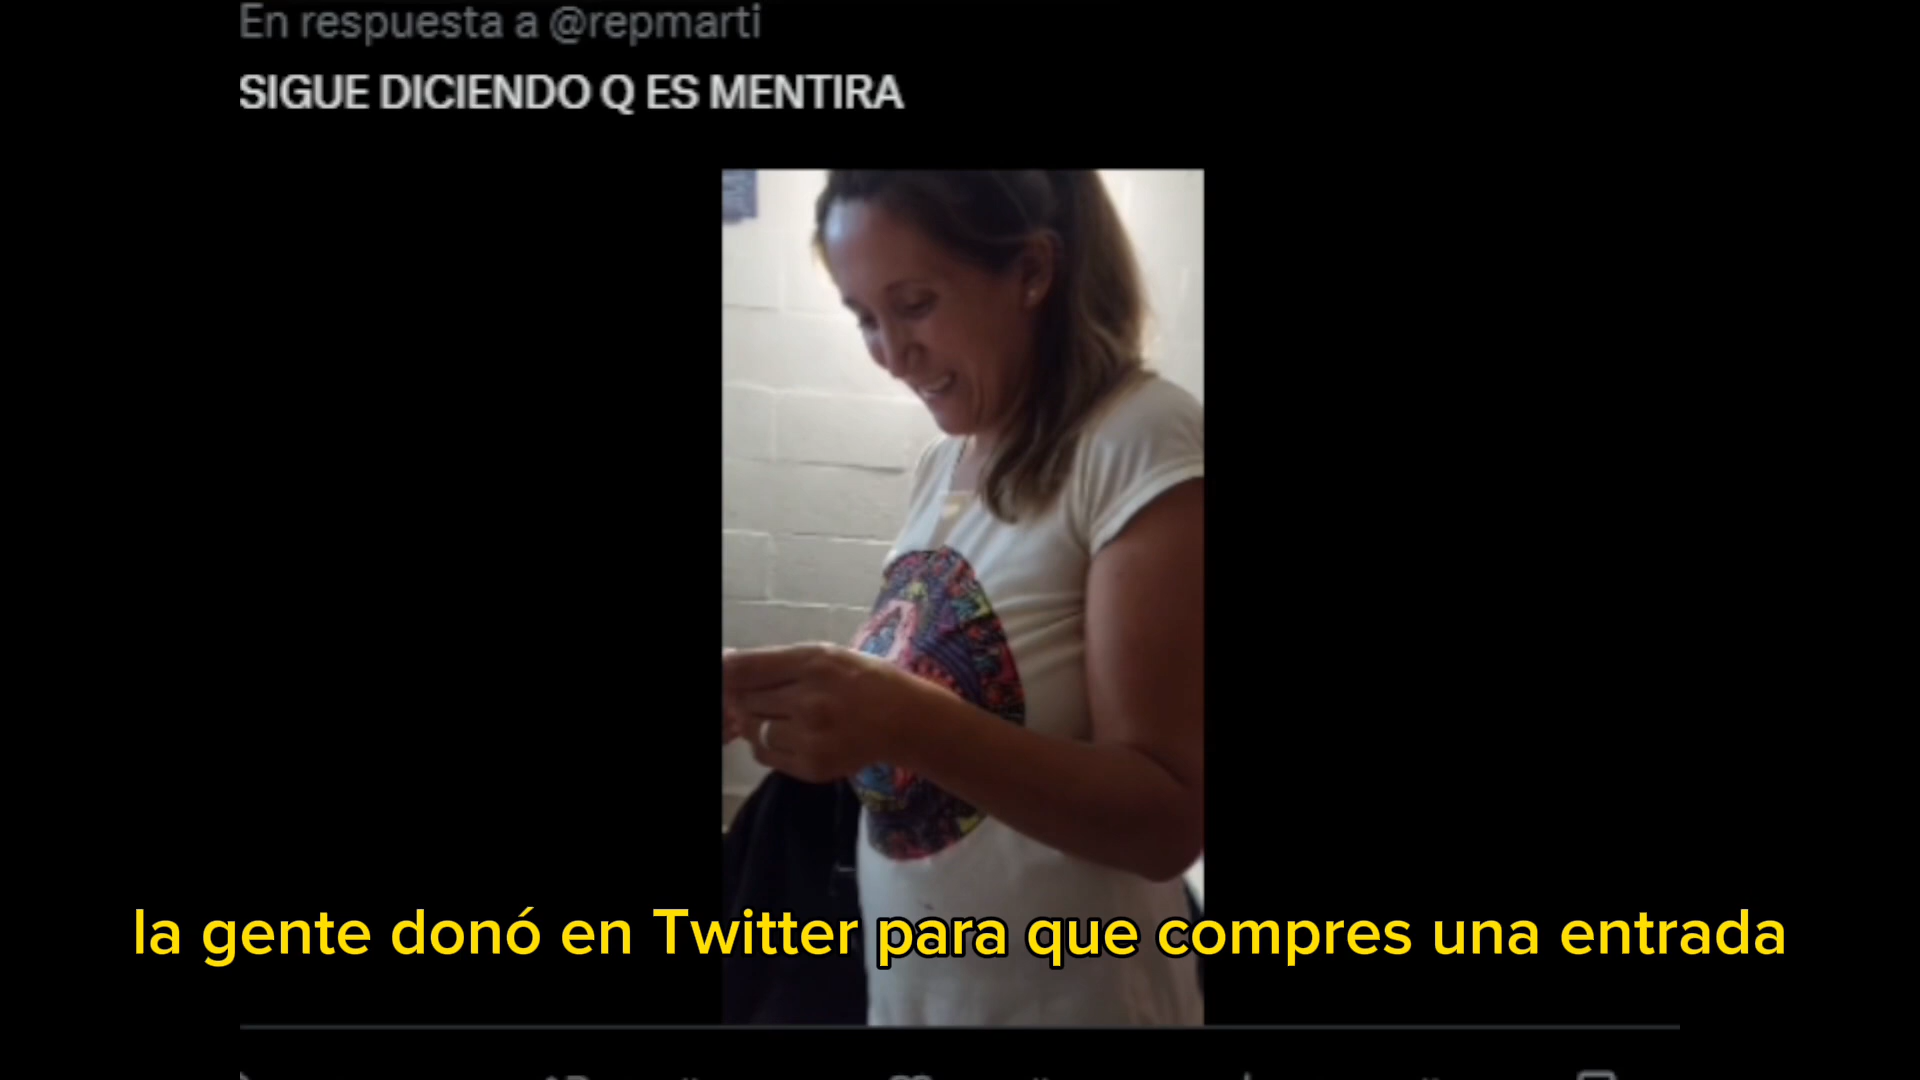 En respuesta a @repmarti
SIGUE DICIENDO Q ES MENTIRA
la gente donó en Twitter para que compres una entrada